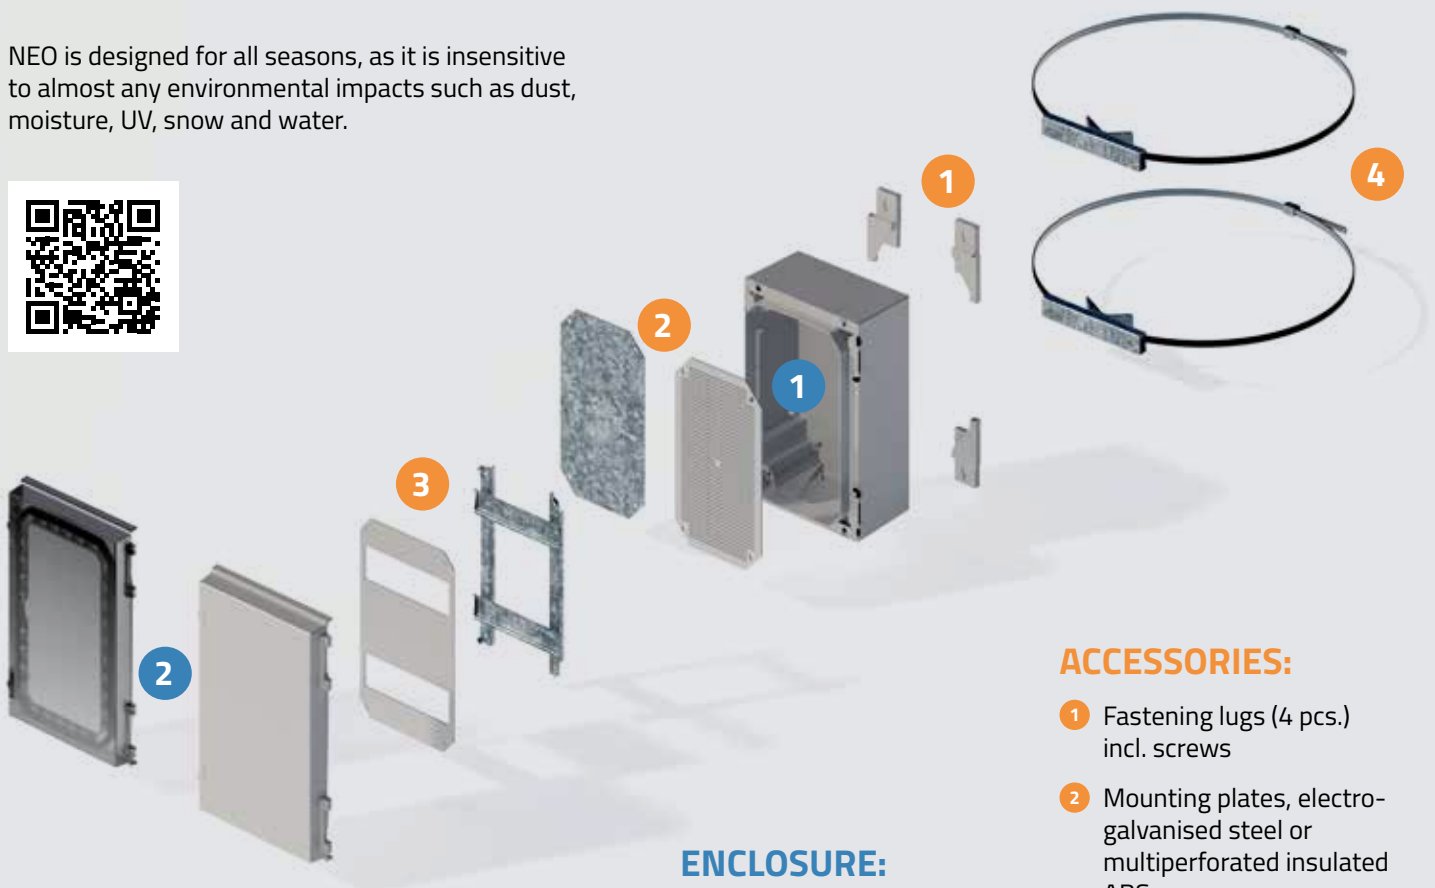 NEO is designed for all seasons, as it is insensitive
to almost any environmental impacts such as dust,
moisture, UV, snow and water.
1
4
2
1
3
2
ACCESSORIES:
1 Fastening lugs (4 pcs.)
incl. screws
2 Mounting plates, electro-
galvanised steel or
multiperforated insulated
ENCLOSURE: